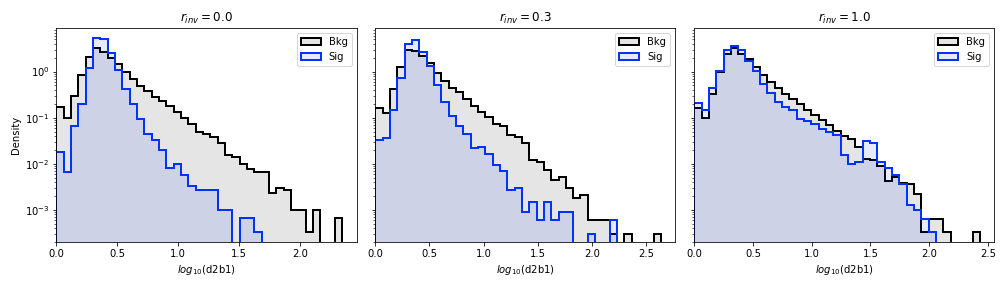 r_inv = 0.0
Bkg
Sig
Density
10^0
10^-1
10^-2
10^-3
0.0 0.5 1.0 1.5 2.0
log10(d2b1)
r_inv = 0.3
Bkg
Sig
0.0 0.5 1.0 1.5 2.0 2.5
log10(d2b1)
r_inv = 1.0
Bkg
Sig
0.0 0.5 1.0 1.5 2.0 2.5
log10(d2b1)